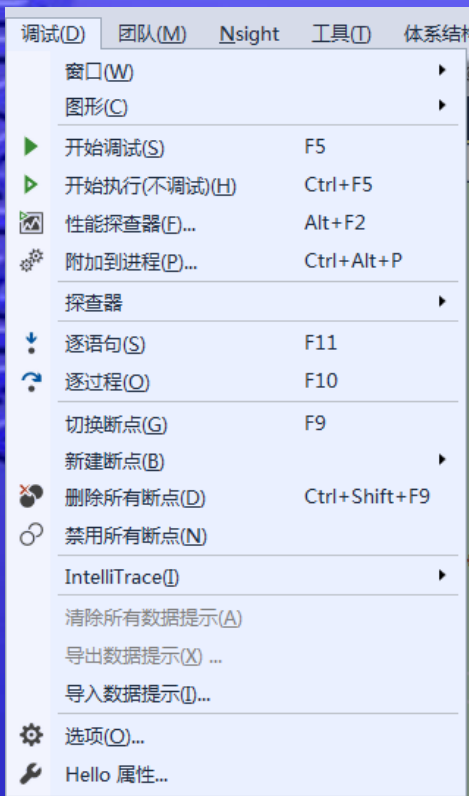 调试(D) 团队(M) Nsight 工具(T) 体系结
窗口(W)
图形(C)
开始调试(S) F5
开始执行(不调试)(H) Ctrl+F5
性能探查器(F)... Alt+F2
附加到进程(P)... Ctrl+Alt+P
探查器
逐语句(S) F11
逐过程(O) F10
切换断点(G) F9
新建断点(B)
删除所有断点(D) Ctrl+Shift+F9
禁用所有断点(N)
IntelliTrace(I)
清除所有数据提示(A)
导出数据提示(X) ...
导入数据提示(I)...
选项(O)...
Hello 属性...